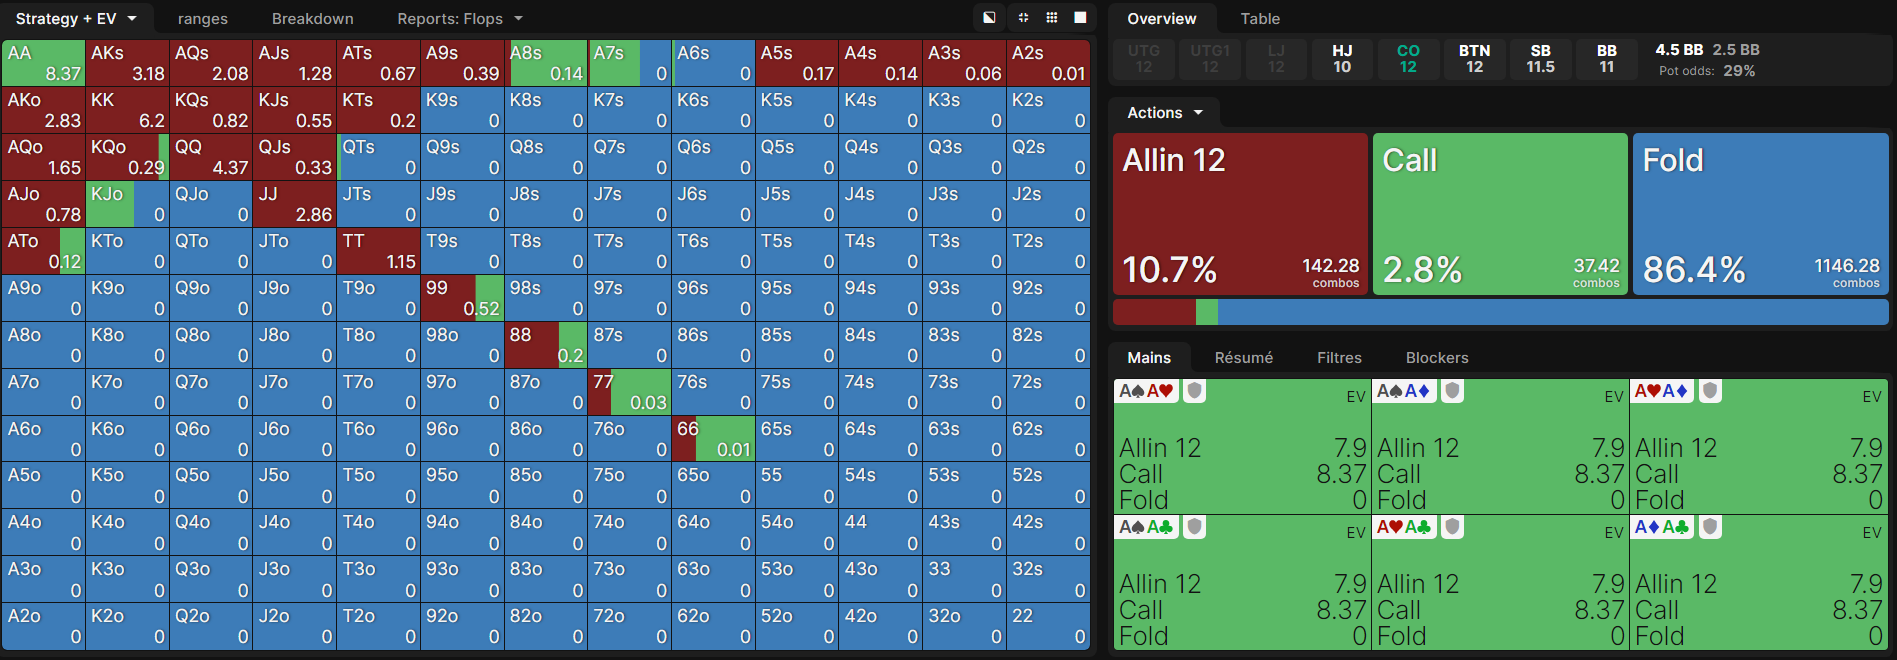 Strategy + EV ranges Breakdown Reports: Flops
AA AKs AQs AJs ATs A9s A8s A7s A6s A5s A4s A3s A2s
8.37 3.18 2.08 1.28 0.67 0.39 0.14 0 0 0.17 0.14 0.06 0.01
AKo KK KQs KJs KTs K9s K8s K7s K6s K5s K4s K3s K2s
2.83 6.2 0.82 0.55 0.2 0 0 0 0 0 0 0 0
AQo KQo QQ QJs QTs Q9s Q8s Q7s Q6s Q5s Q4s Q3s Q2s
1.65 0.29 4.37 0.33 0 0 0 0 0 0 0 0 0
AJo KJo QJo JJ JTs J9s J8s J7s J6s J5s J4s J3s J2s
0.78 0 0 2.86 0 0 0 0 0 0 0 0 0
ATo KTo QTo JTo TT T9s T8s T7s T6s T5s T4s T3s T2s
0.12 0 0 0 1.15 0 0 0 0 0 0 0 0
A9o K9o Q9o J9o T9o 99 98s 97s 96s 95s 94s 93s 92s
0 0 0 0 0 0.52 0 0 0 0 0 0 0
A8o K8o Q8o J8o T8o 98o 88 87s 86s 85s 84s 83s 82s
0 0 0 0 0 0 0.2 0 0 0 0 0 0
A7o K7o Q7o J7o T7o 97o 87o 77 76s 75s 74s 73s 72s
0 0 0 0 0 0 0 0.03 0 0 0 0 0
A6o K6o Q6o J6o T6o 96o 86o 76o 66 65s 64s 63s 62s
0 0 0 0 0 0 0 0 0.01 0 0 0 0
A5o K5o Q5o J5o T5o 95o 85o 75o 65o 55 54s 53s 52s
0 0 0 0 0 0 0 0 0 0 0 0 0
A4o K4o Q4o J4o T4o 94o 84o 74o 64o 54o 44 43s 42s
0 0 0 0 0 0 0 0 0 0 0 0 0
A3o K3o Q3o J3o T3o 93o 83o 73o 63o 53o 43o 33 32s
0 0 0 0 0 0 0 0 0 0 0 0 0
A2o K2o Q2o J2o T2o 92o 82o 72o 62o 52o 42o 32o 22
0 0 0 0 0 0 0 0 0 0 0 0 0
Overview Table
UTG UTG1 LJ HJ CO BTN SB BB 4.5 BB 2.5 BB
12 12 12 10 12 12 11.5 11 Pot odds: 29%
Actions
Allin 12 Call Fold
10.7% 142.28 combos 2.8% 37.42 combos 86.4% 1146.28 combos
Mains Résumé Filtres Blockers
A♠A♥ EV A♠A♦ EV A♥A♦ EV
Allin 12 7.9 Allin 12 7.9 Allin 12 7.9
Call 8.37 Call 8.37 Call 8.37
Fold 0 Fold 0 Fold 0
A♠A♣ EV A♥A♣ EV A♦A♣ EV
Allin 12 7.9 Allin 12 7.9 Allin 12 7.9
Call 8.37 Call 8.37 Call 8.37
Fold 0 Fold 0 Fold 0